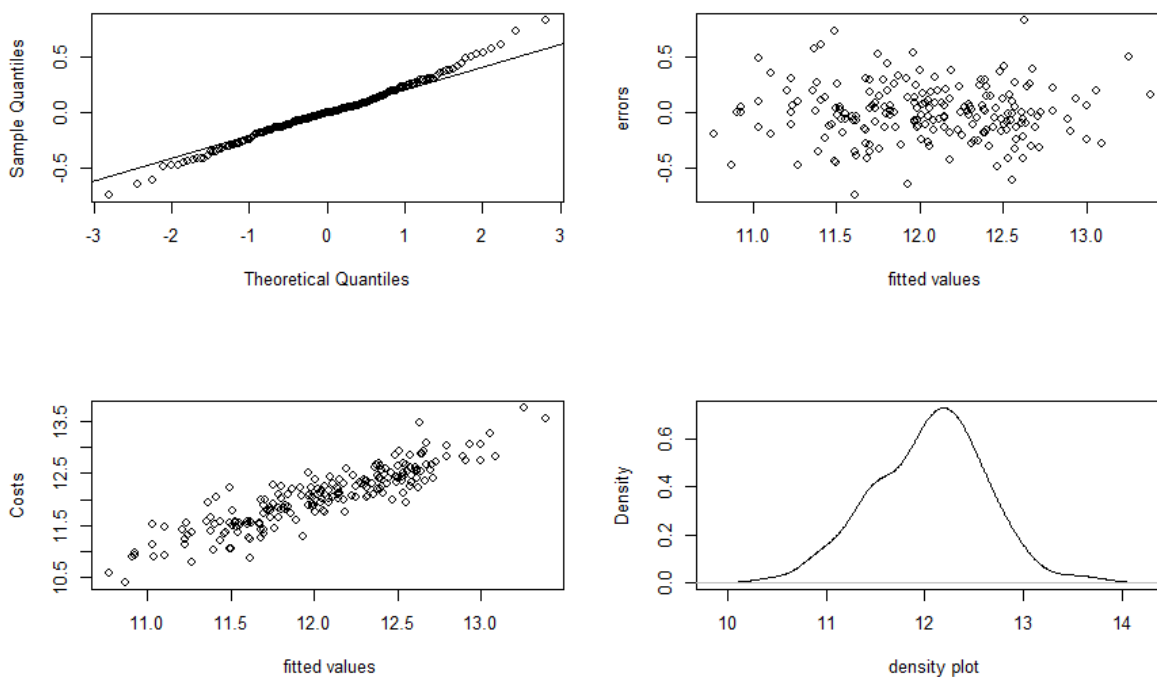 Sample Quantiles
0.5
0.0
-0.5
-3 -2 -1 0 1 2 3
Theoretical Quantiles
errors
0.5
0.0
-0.5
11.0 11.5 12.0 12.5 13.0
fitted values
Costs
13.5
12.5
11.5
10.5
11.0 11.5 12.0 12.5 13.0
fitted values
Density
0.6
0.4
0.2
0.0
10 11 12 13 14
density plot